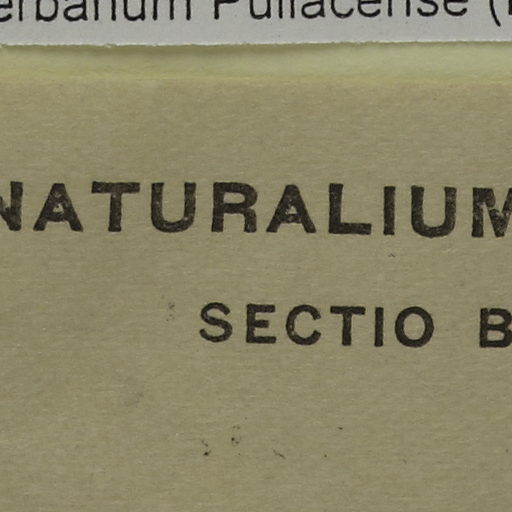 erbarium Pullacense (
NATURALIUM
SECTIO B